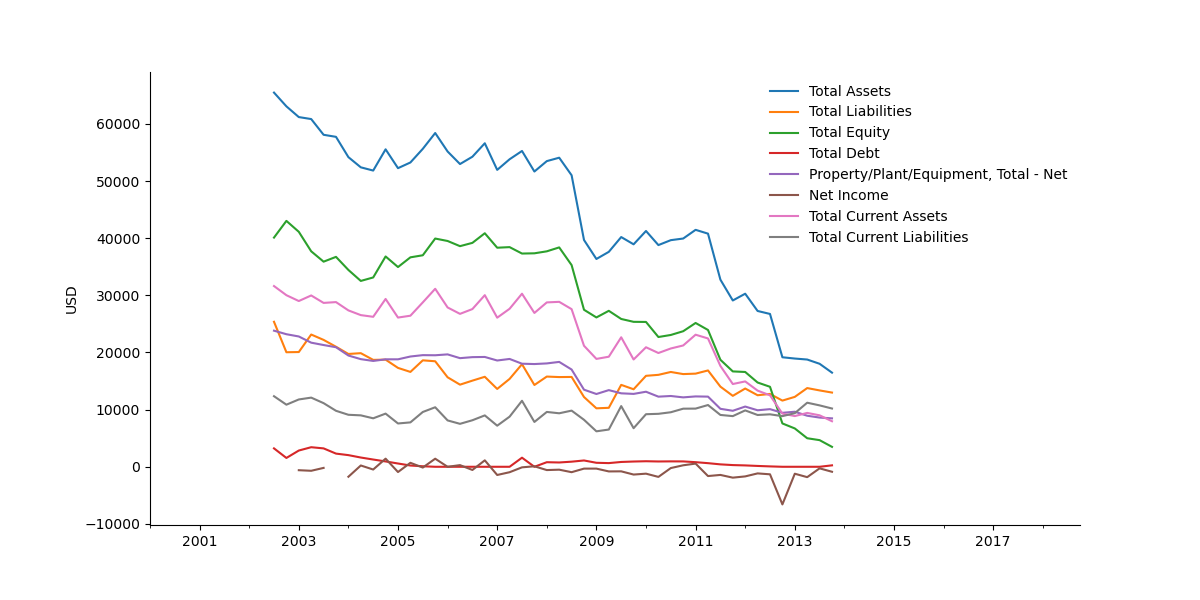 Total Assets
Total Liabilities
Total Equity
Total Debt
Property/Plant/Equipment, Total - Net
Net Income
Total Current Assets
Total Current Liabilities
USD
60000
50000
40000
30000
20000
10000
0
−10000
2001 2003 2005 2007 2009 2011 2013 2015 2017